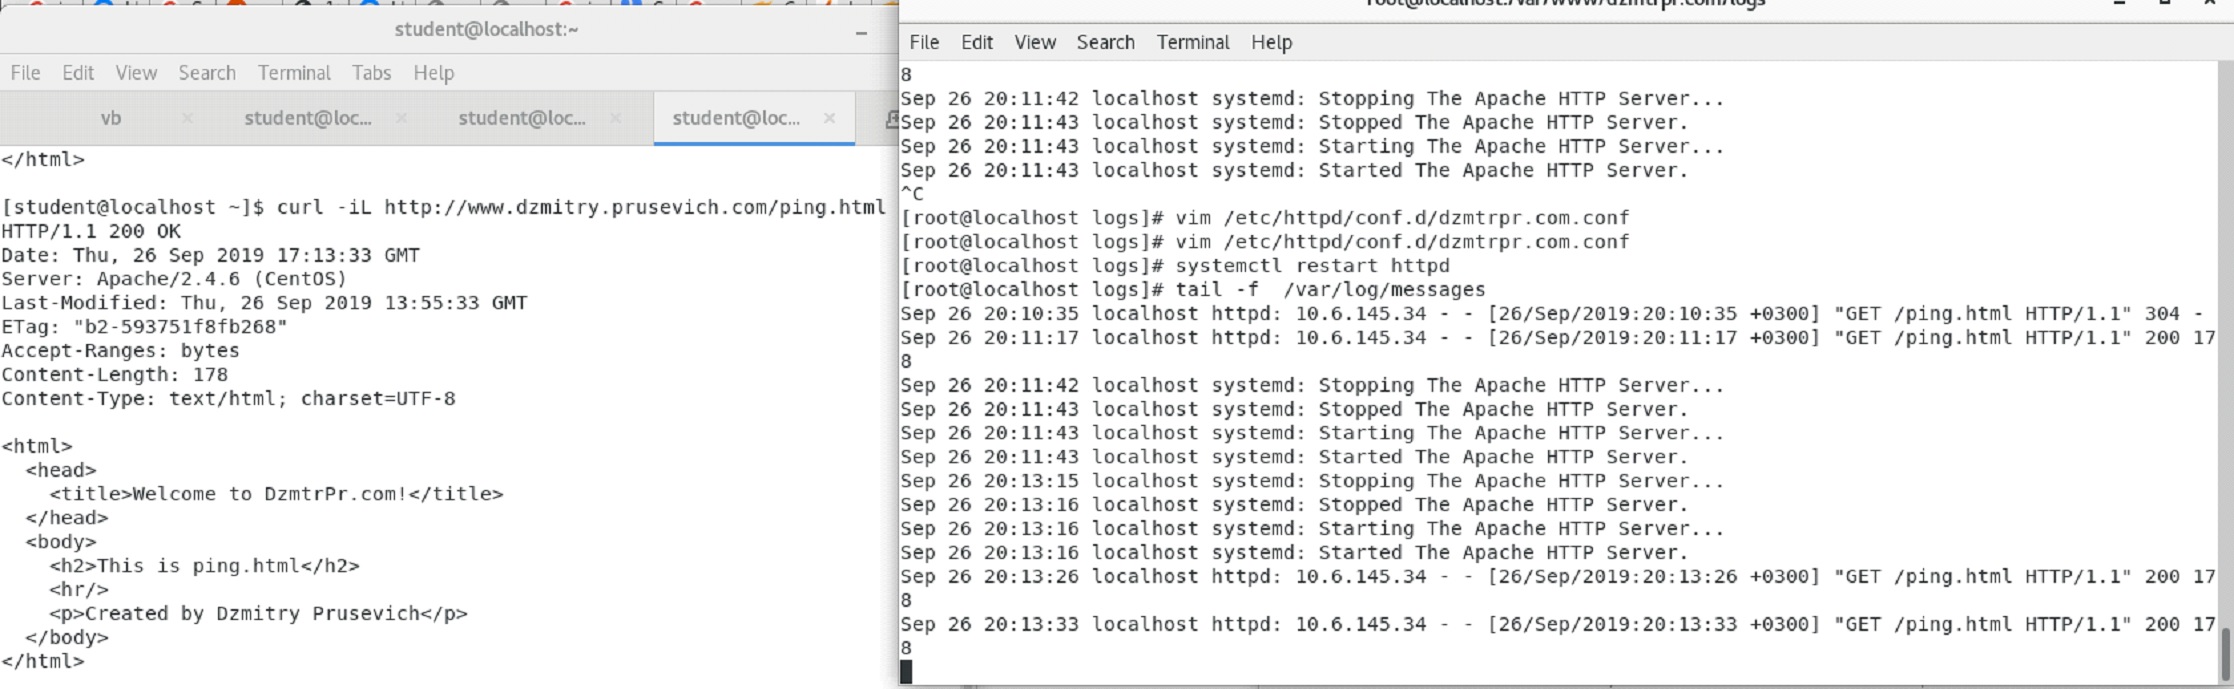 student@localhost:~
File Edit View Search Terminal Tabs Help
vb student@loc... student@loc... student@loc...
</html>
[student@localhost ~]$ curl -iL http://www.dzmitry.prusevich.com/ping.html
HTTP/1.1 200 OK
Date: Thu, 26 Sep 2019 17:13:33 GMT
Server: Apache/2.4.6 (CentOS)
Last-Modified: Thu, 26 Sep 2019 13:55:33 GMT
ETag: "b2-593751f8fb268"
Accept-Ranges: bytes
Content-Length: 178
Content-Type: text/html; charset=UTF-8
<html>
  <head>
    <title>Welcome to DzmtrPr.com!</title>
  </head>
  <body>
    <h2>This is ping.html</h2>
    <hr/>
    <p>Created by Dzmitry Prusevich</p>
  </body>
</html>
root@localhost:/var/www/dzmtrpr.com/logs
File Edit View Search Terminal Help
8
Sep 26 20:11:42 localhost systemd: Stopping The Apache HTTP Server...
Sep 26 20:11:43 localhost systemd: Stopped The Apache HTTP Server.
Sep 26 20:11:43 localhost systemd: Starting The Apache HTTP Server...
Sep 26 20:11:43 localhost systemd: Started The Apache HTTP Server.
^C
[root@localhost logs]# vim /etc/httpd/conf.d/dzmtrpr.com.conf
[root@localhost logs]# vim /etc/httpd/conf.d/dzmtrpr.com.conf
[root@localhost logs]# systemctl restart httpd
[root@localhost logs]# tail -f  /var/log/messages
Sep 26 20:10:35 localhost httpd: 10.6.145.34 - - [26/Sep/2019:20:10:35 +0300] "GET /ping.html HTTP/1.1" 304 -
Sep 26 20:11:17 localhost httpd: 10.6.145.34 - - [26/Sep/2019:20:11:17 +0300] "GET /ping.html HTTP/1.1" 200 17
8
Sep 26 20:11:42 localhost systemd: Stopping The Apache HTTP Server...
Sep 26 20:11:43 localhost systemd: Stopped The Apache HTTP Server.
Sep 26 20:11:43 localhost systemd: Starting The Apache HTTP Server...
Sep 26 20:11:43 localhost systemd: Started The Apache HTTP Server.
Sep 26 20:13:15 localhost systemd: Stopping The Apache HTTP Server...
Sep 26 20:13:16 localhost systemd: Stopped The Apache HTTP Server.
Sep 26 20:13:16 localhost systemd: Starting The Apache HTTP Server...
Sep 26 20:13:16 localhost systemd: Started The Apache HTTP Server.
Sep 26 20:13:26 localhost httpd: 10.6.145.34 - - [26/Sep/2019:20:13:26 +0300] "GET /ping.html HTTP/1.1" 200 17
8
Sep 26 20:13:33 localhost httpd: 10.6.145.34 - - [26/Sep/2019:20:13:33 +0300] "GET /ping.html HTTP/1.1" 200 17
8